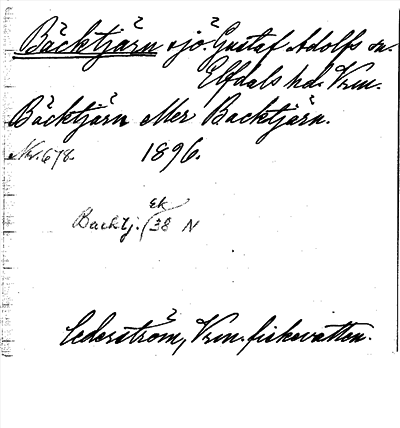 Bäcktjärn sjö. Gustaf Adolfs sn.
Elfdals hd. Vrm.
Bäcktjärn eller Backtjärn.
Nr. 678. 1896.
Ek
Backtj. 38 N
Cederström, Vrm. fiskevatten.